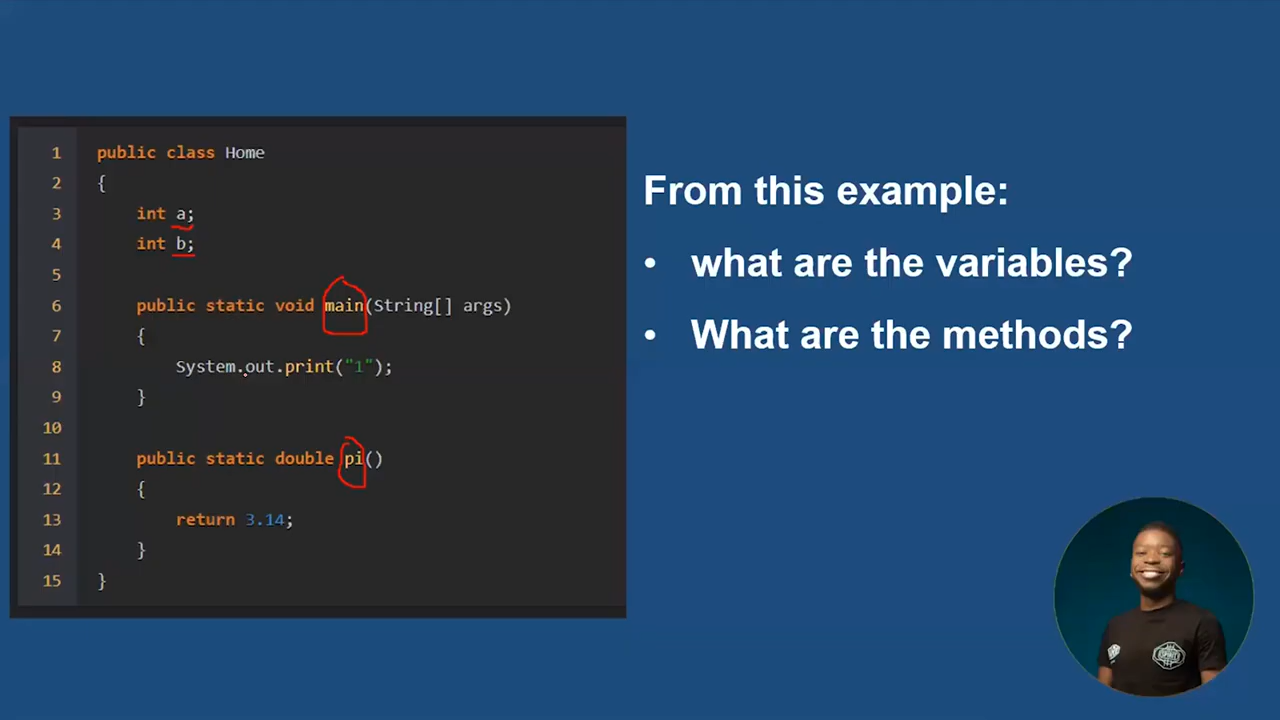 1 public class Home
2 {
3 int a;
4 int b;
5
6 public static void main(String[] args)
7 {
8 System.out.print("1");
9 }
10
11 public static double pi()
12 {
13 return 3.14;
14 }
15 }
From this example:
• what are the variables?
• What are the methods?